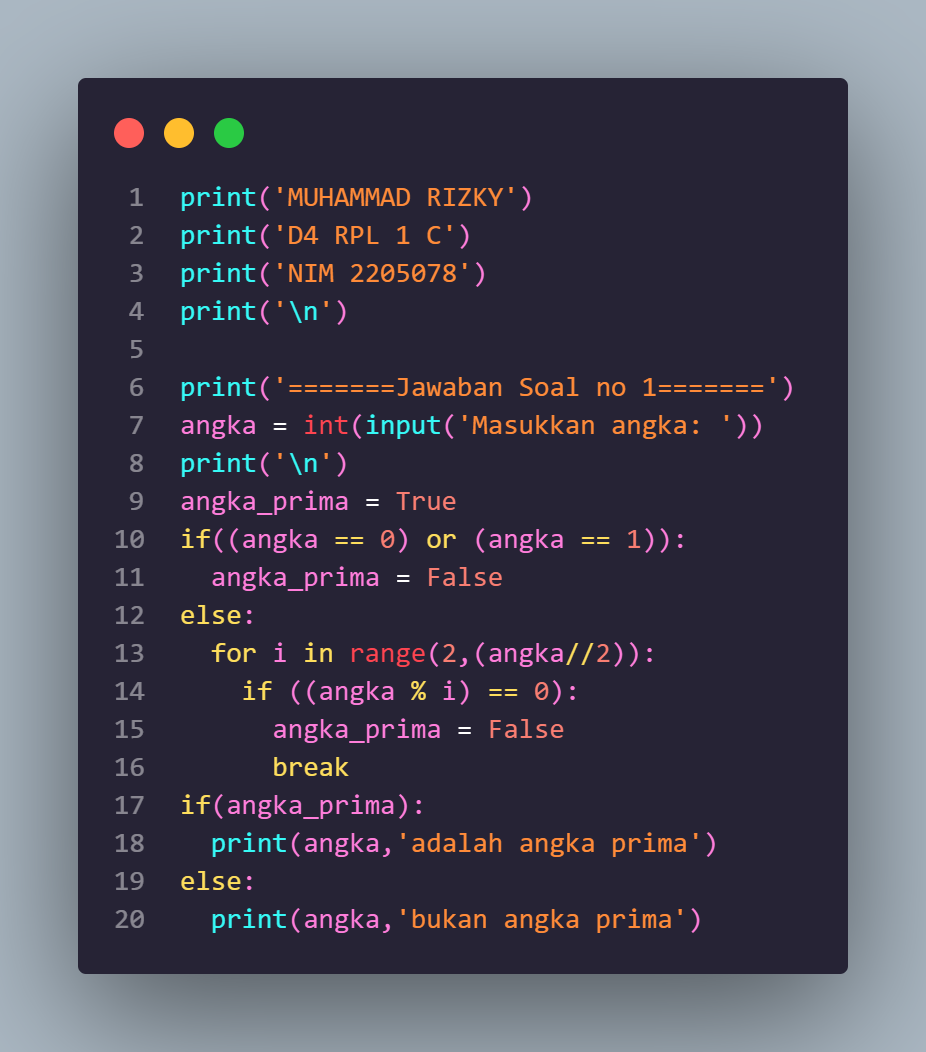 1 print('MUHAMMAD RIZKY')
2 print('D4 RPL 1 C')
3 print('NIM 2205078')
4 print('\n')
5
6 print('=======Jawaban Soal no 1=======')
7 angka = int(input('Masukkan angka: '))
8 print('\n')
9 angka_prima = True
10 if((angka == 0) or (angka == 1)):
11   angka_prima = False
12 else:
13   for i in range(2,(angka//2)):
14     if ((angka % i) == 0):
15       angka_prima = False
16       break
17 if(angka_prima):
18   print(angka,'adalah angka prima')
19 else:
20   print(angka,'bukan angka prima')